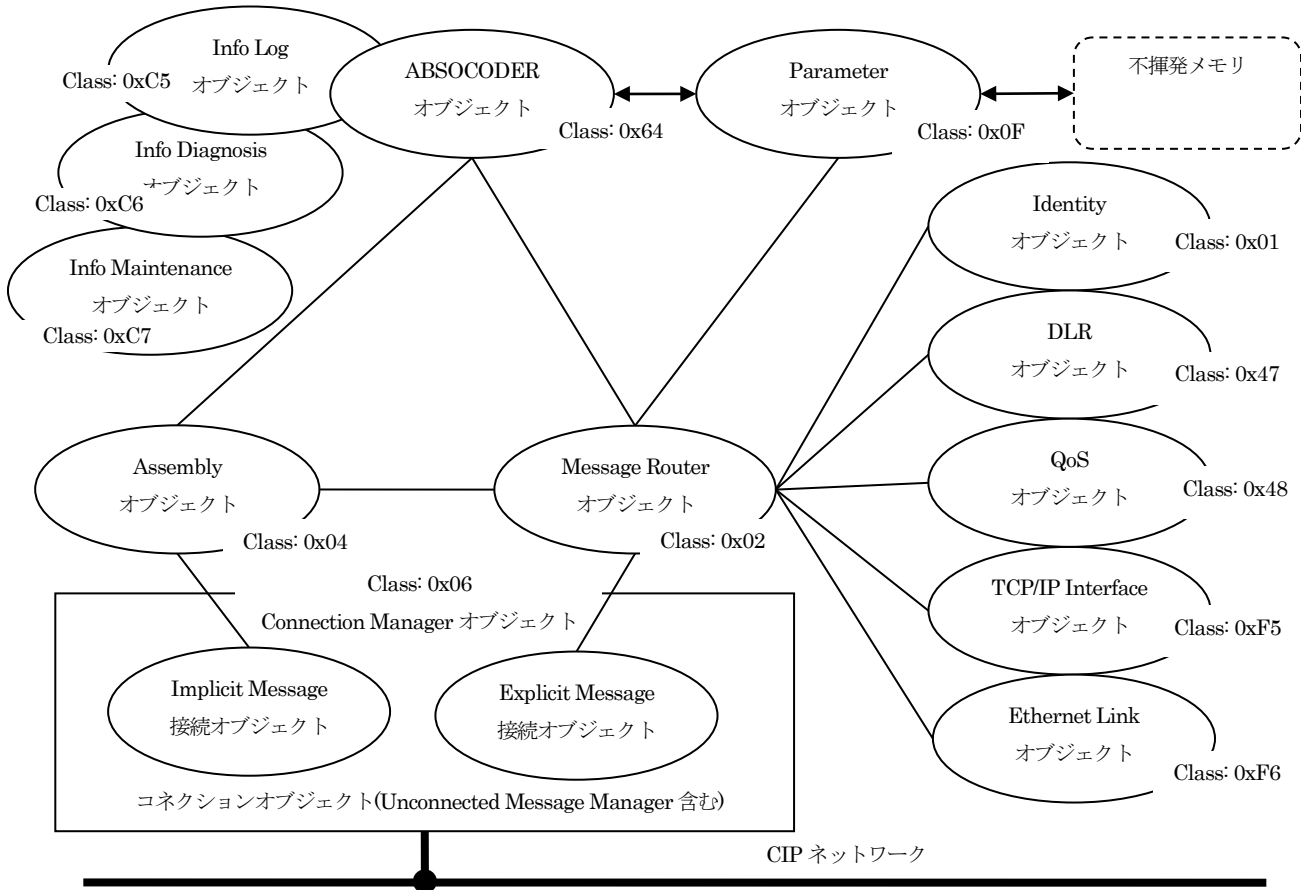 Info Log
オブジェクト
Class: 0xC5
ABSOCODER
オブジェクト
Class: 0x64
Parameter
オブジェクト
Class: 0x0F
不揮発メモリ
Info Diagnosis
オブジェクト
Class: 0xC6
Info Maintenance
オブジェクト
Class: 0xC7
Identity
オブジェクト
Class: 0x01
DLR
オブジェクト
Class: 0x47
QoS
オブジェクト
Class: 0x48
TCP/IP Interface
オブジェクト
Class: 0xF5
Ethernet Link
オブジェクト
Class: 0xF6
Assembly
オブジェクト
Class: 0x04
Message Router
オブジェクト
Class: 0x02
Class: 0x06
Connection Manager オブジェクト
Implicit Message
接続オブジェクト
Explicit Message
接続オブジェクト
コネクションオブジェクト(Unconnected Message Manager 含む)
CIP ネットワーク